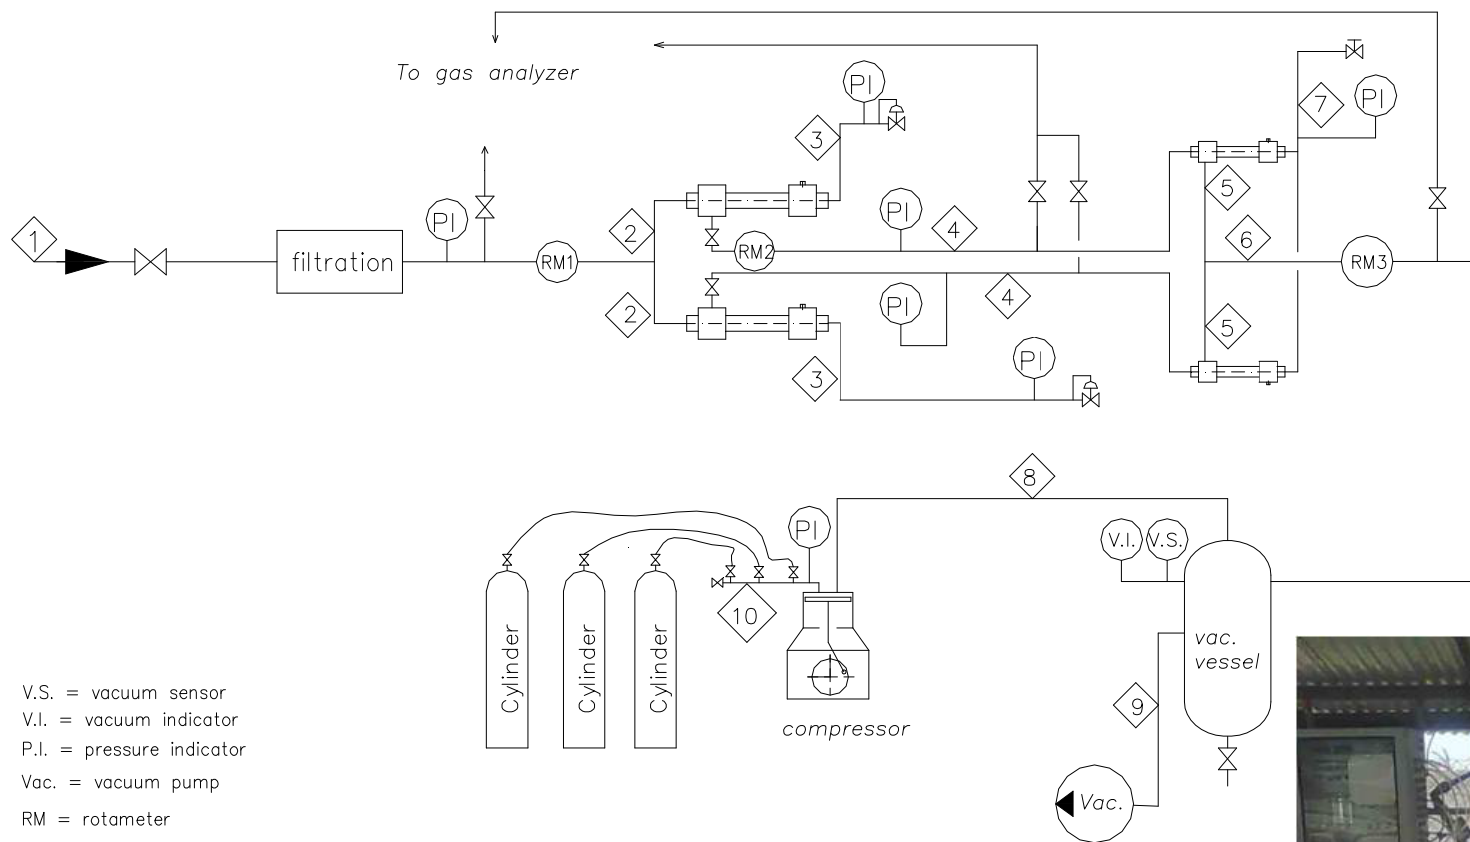 To gas analyzer
PI
7
PI
3
5
1
PI
2
PI
4
6
filtration
RM1
RM2
RM3
2
PI
4
5
3
PI
8
PI
V.I.
V.S.
10
Cylinder
Cylinder
Cylinder
vac.
vessel
compressor
9
Vac.
V.S. = vacuum sensor
V.I. = vacuum indicator
P.I. = pressure indicator
Vac. = vacuum pump
RM = rotameter